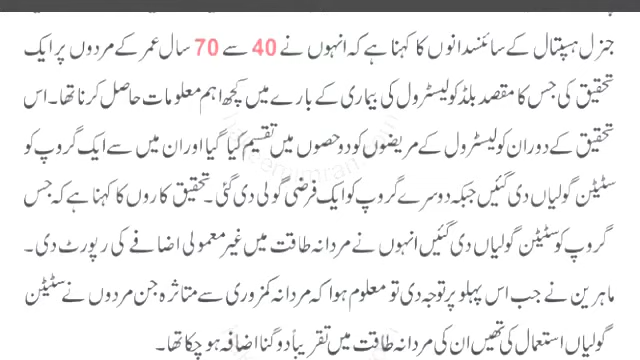 جنرل ہسپتال کے سائنسدانوں کا کہنا ہے کہ انہوں نے 40 سے 70 سال عمر کے مردوں پر ایک
تحقیق کی جس کا مقصد بلڈ کولیسٹرول کی بیماری کے بارے میں کچھ اہم معلومات حاصل کرنا تھا۔ اس
تحقیق کے دوران کولیسٹرول کے مریضوں کو دو حصوں میں تقسیم کیا گیا اور ان میں سے ایک گروپ کو
سٹیٹن گولیاں دی گئیں جبکہ دوسرے گروپ کو ایک فرضی گولی دی گئی۔ تحقیق کاروں کا کہنا ہے کہ جس
گروپ کو سٹیٹن گولیاں دی گئیں انہوں نے مردانہ طاقت میں غیر معمولی اضافے کی رپورٹ دی۔
ماہرین نے جب اس پہلو پر توجہ دی تو معلوم ہوا کہ مردانہ کمزوری سے متاثرہ جن مردوں نے سٹیٹن
گولیاں استعمال کی تھیں ان کی مردانہ طاقت میں تقریباً دو گنا اضافہ ہو چکا تھا۔